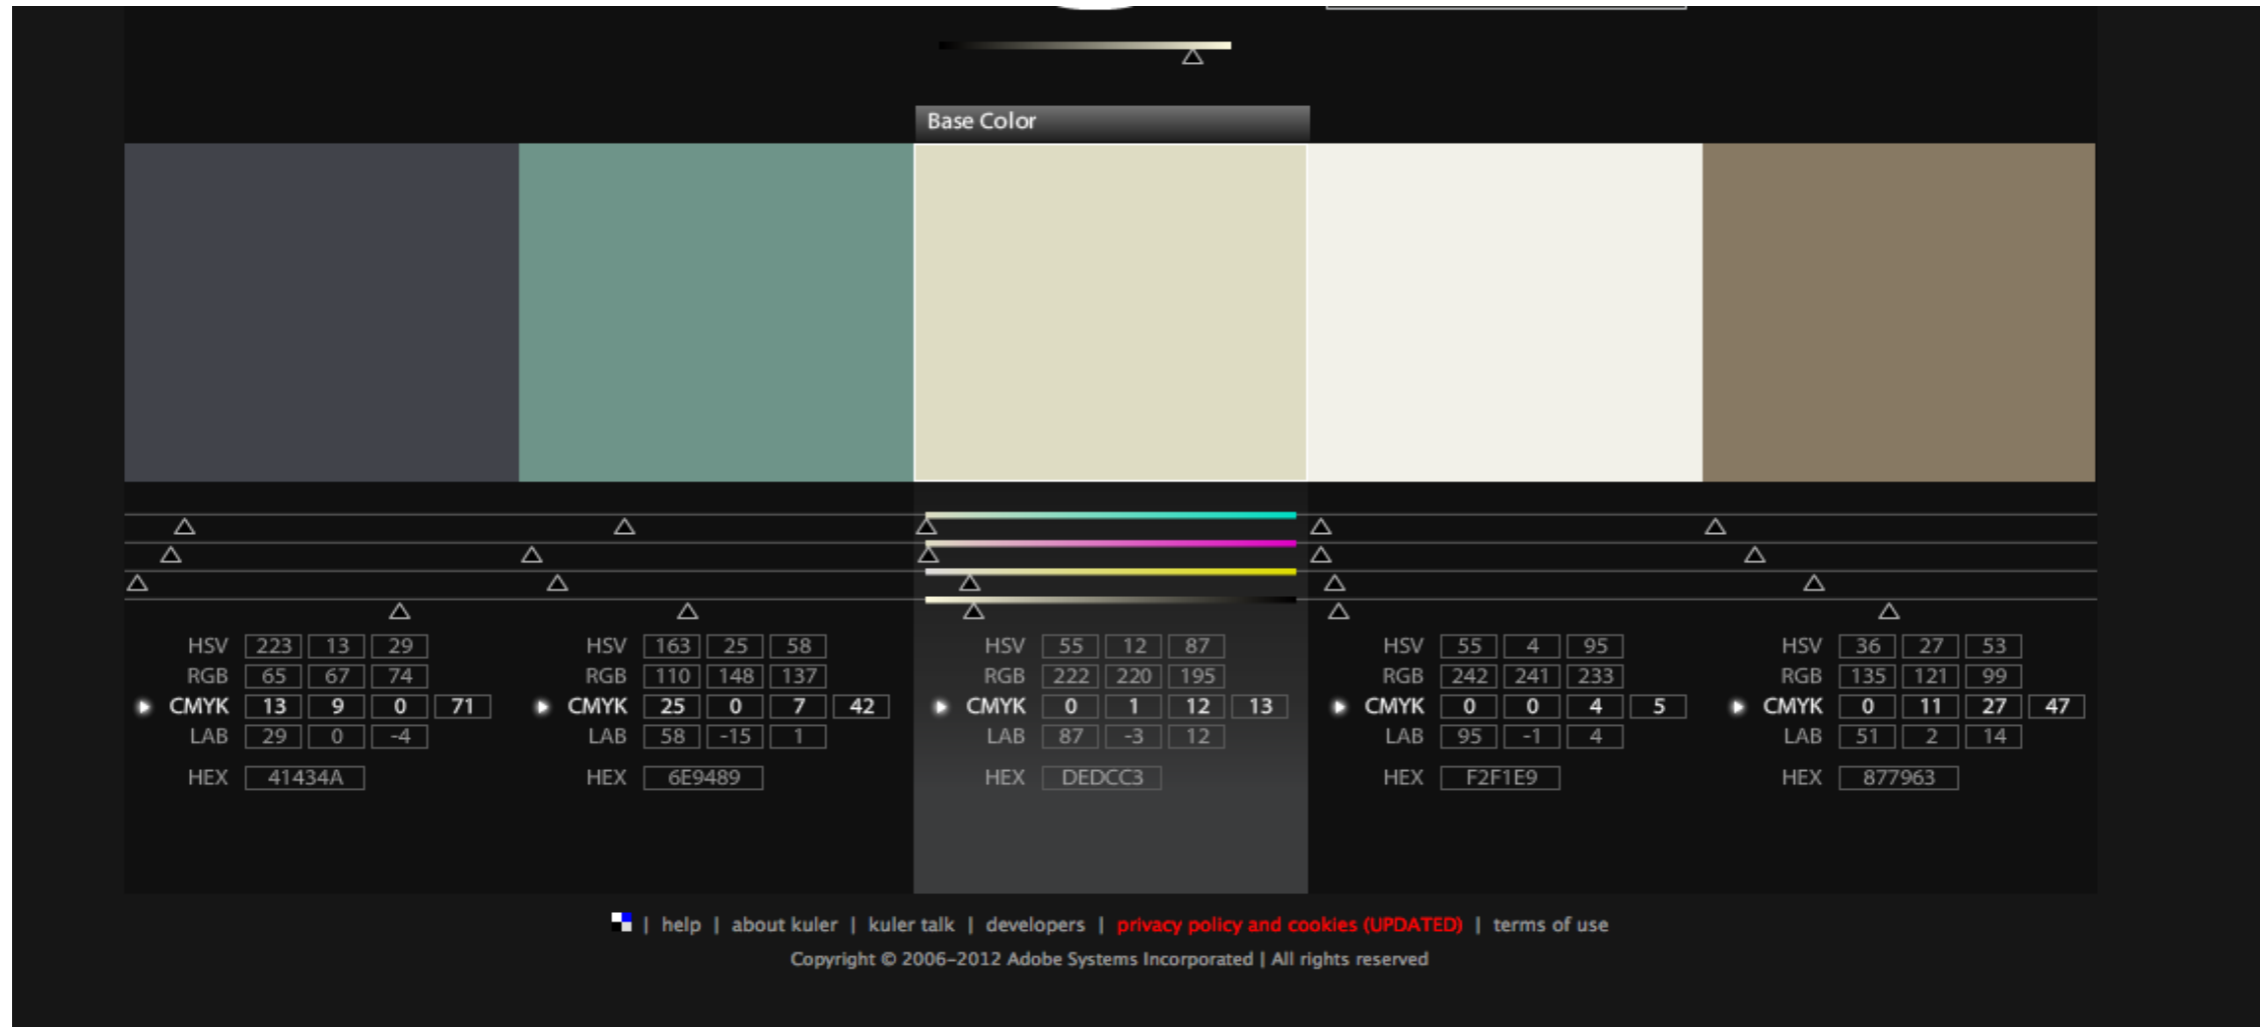 Base Color
HSV 223 13 29 HSV 163 25 58 HSV 55 12 87 HSV 55 4 95 HSV 36 27 53
RGB 65 67 74 RGB 110 148 137 RGB 222 220 195 RGB 242 241 233 RGB 135 121 99
CMYK 13 9 0 71 CMYK 25 0 7 42 CMYK 0 1 12 13 CMYK 0 0 4 5 CMYK 0 11 27 47
LAB 29 0 -4 LAB 58 -15 1 LAB 87 -3 12 LAB 95 -1 4 LAB 51 2 14
HEX 41434A HEX 6E9489 HEX DEDCC3 HEX F2F1E9 HEX 877963
| help | about kuler | kuler talk | developers | privacy policy and cookies (UPDATED) | terms of use
Copyright © 2006–2012 Adobe Systems Incorporated | All rights reserved